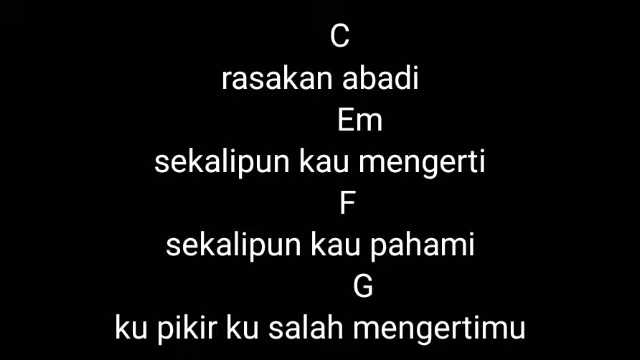 C
rasakan abadi
Em
sekalipun kau mengerti
F
sekalipun kau pahami
G
ku pikir ku salah mengertimu